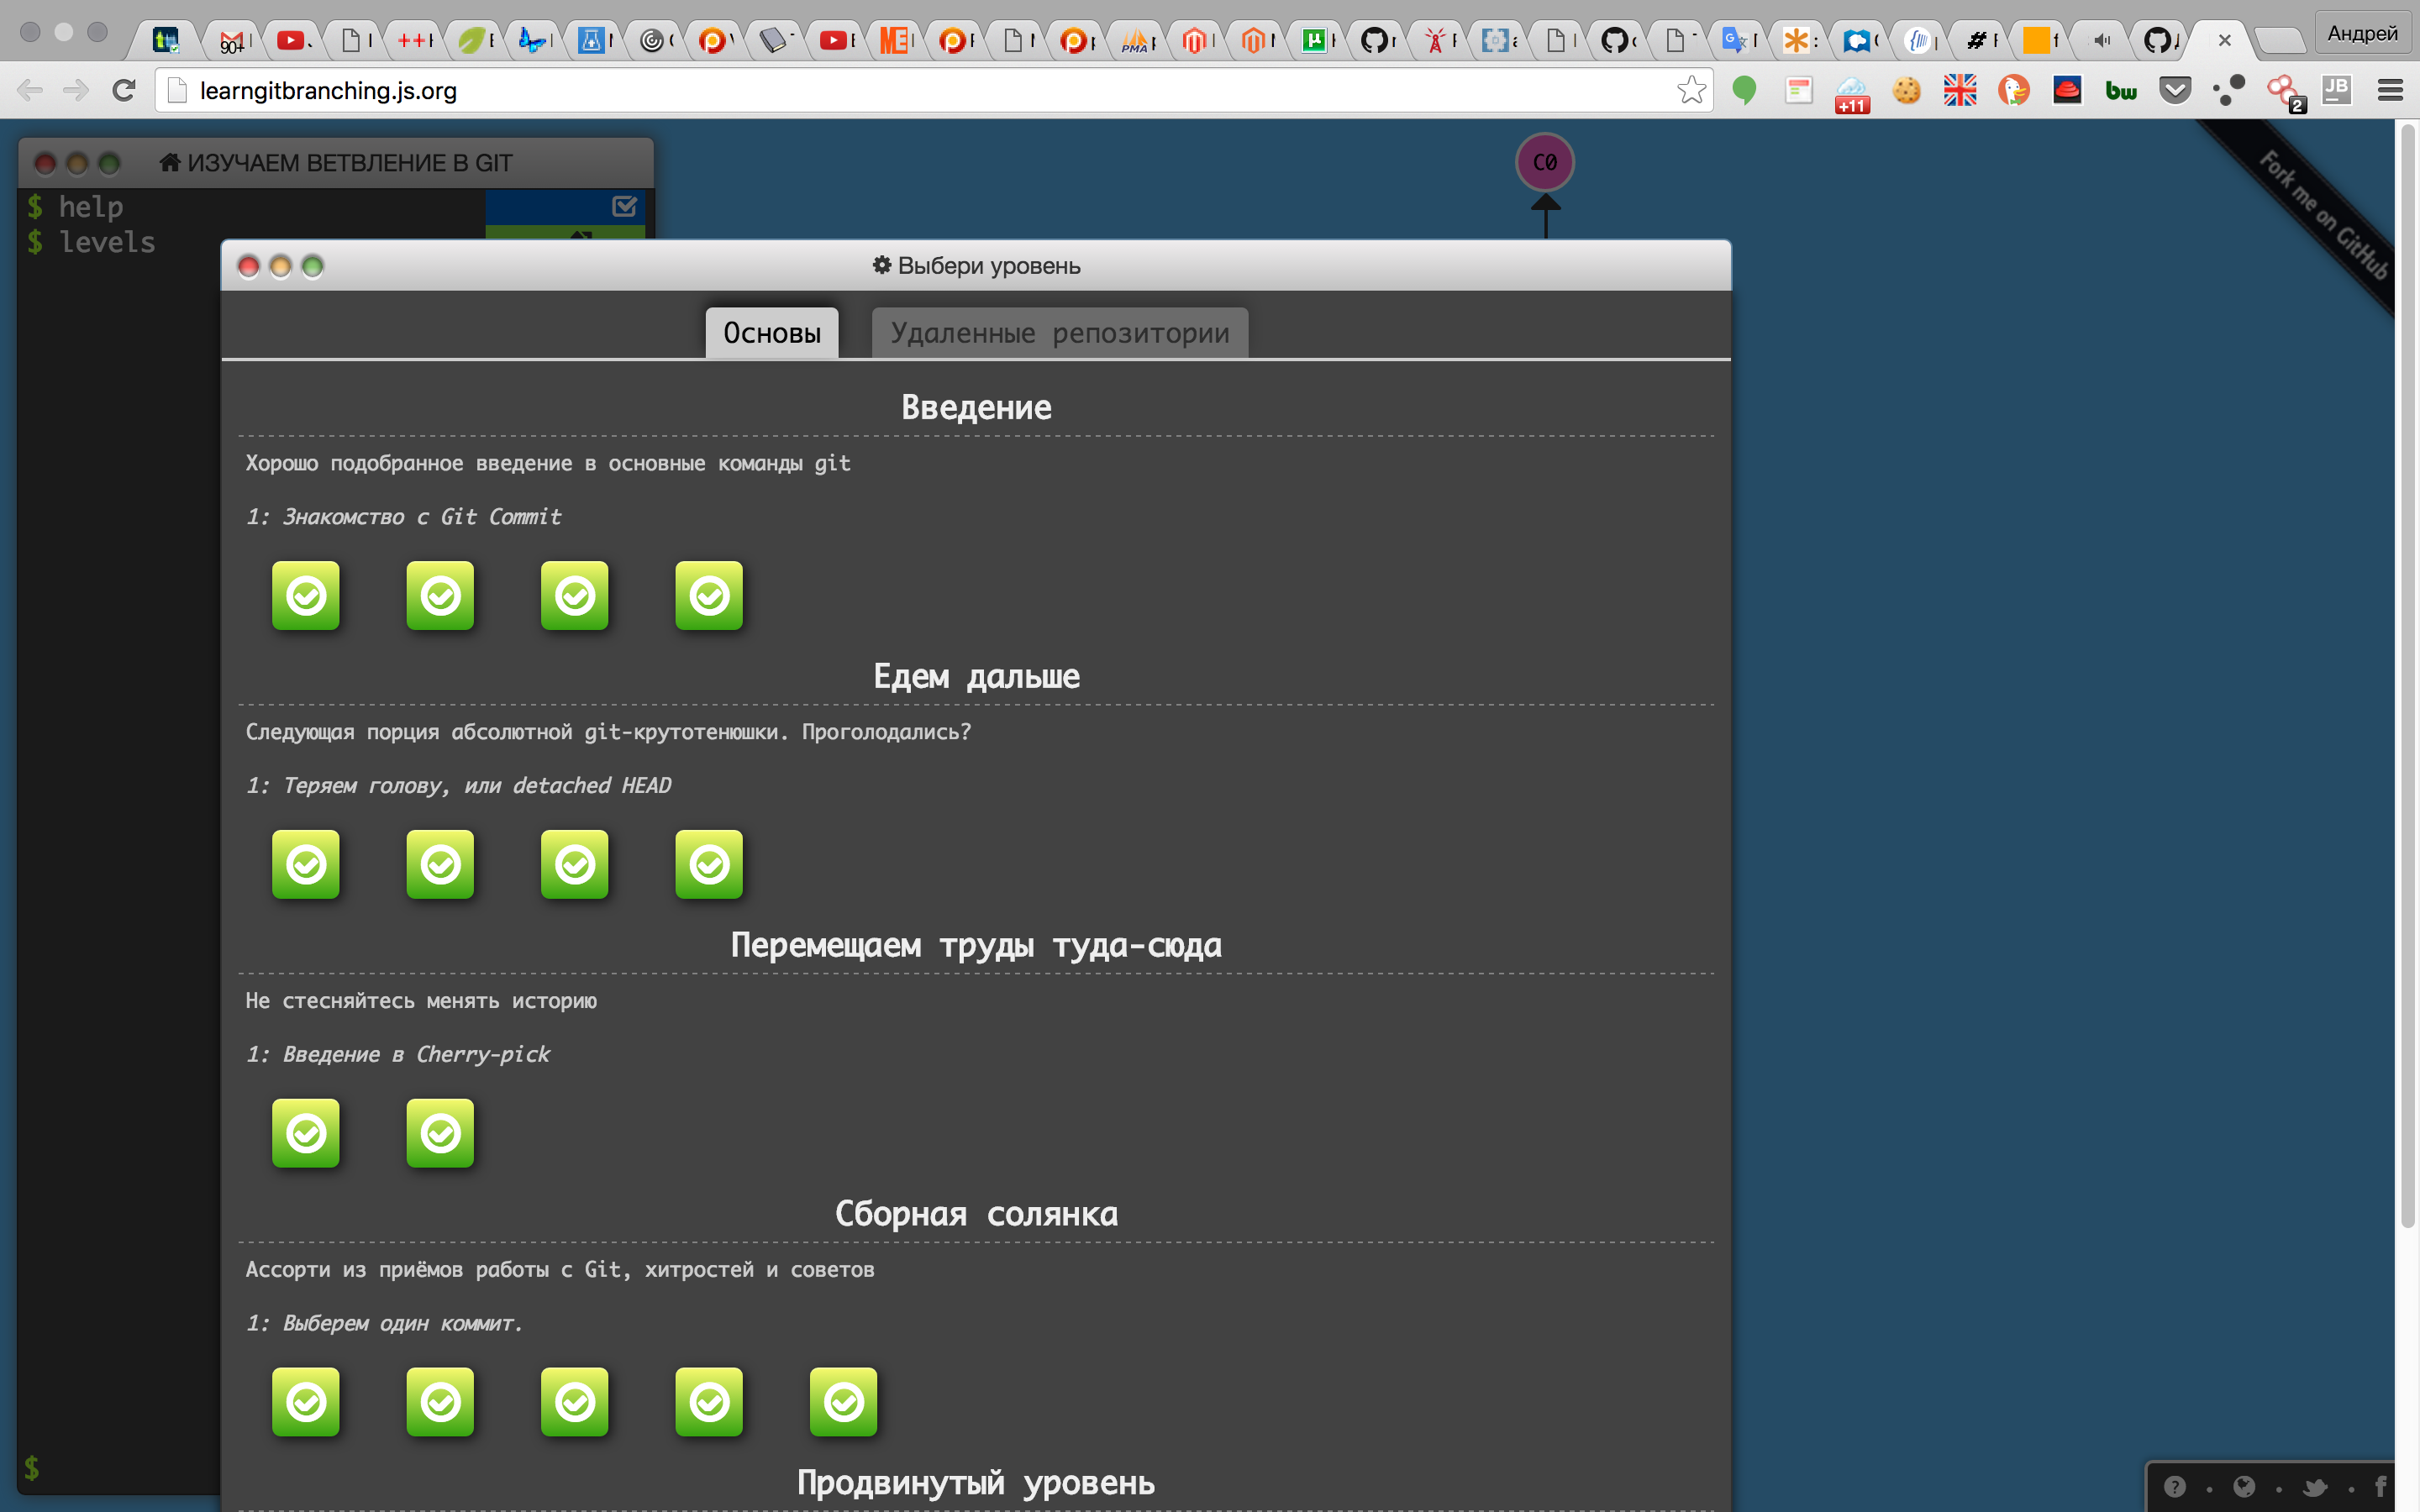 90+
++
ME
PMA
Андрей
learngitbranching.js.org
+11
bw
2
JB
ИЗУЧАЕМ ВЕТВЛЕНИЕ В GIT
$ help
$ levels
C0
Fork me on GitHub
Выбери уровень
Основы
Удаленные репозитории
Введение
Хорошо подобранное введение в основные команды git
1: Знакомство с Git Commit
Едем дальше
Следующая порция абсолютной git-крутотенюшки. Проголодались?
1: Теряем голову, или detached HEAD
Перемещаем труды туда-сюда
Не стесняйтесь менять историю
1: Введение в Cherry-pick
Сборная солянка
Ассорти из приёмов работы с Git, хитростей и советов
1: Выберем один коммит.
$
Продвинутый уровень